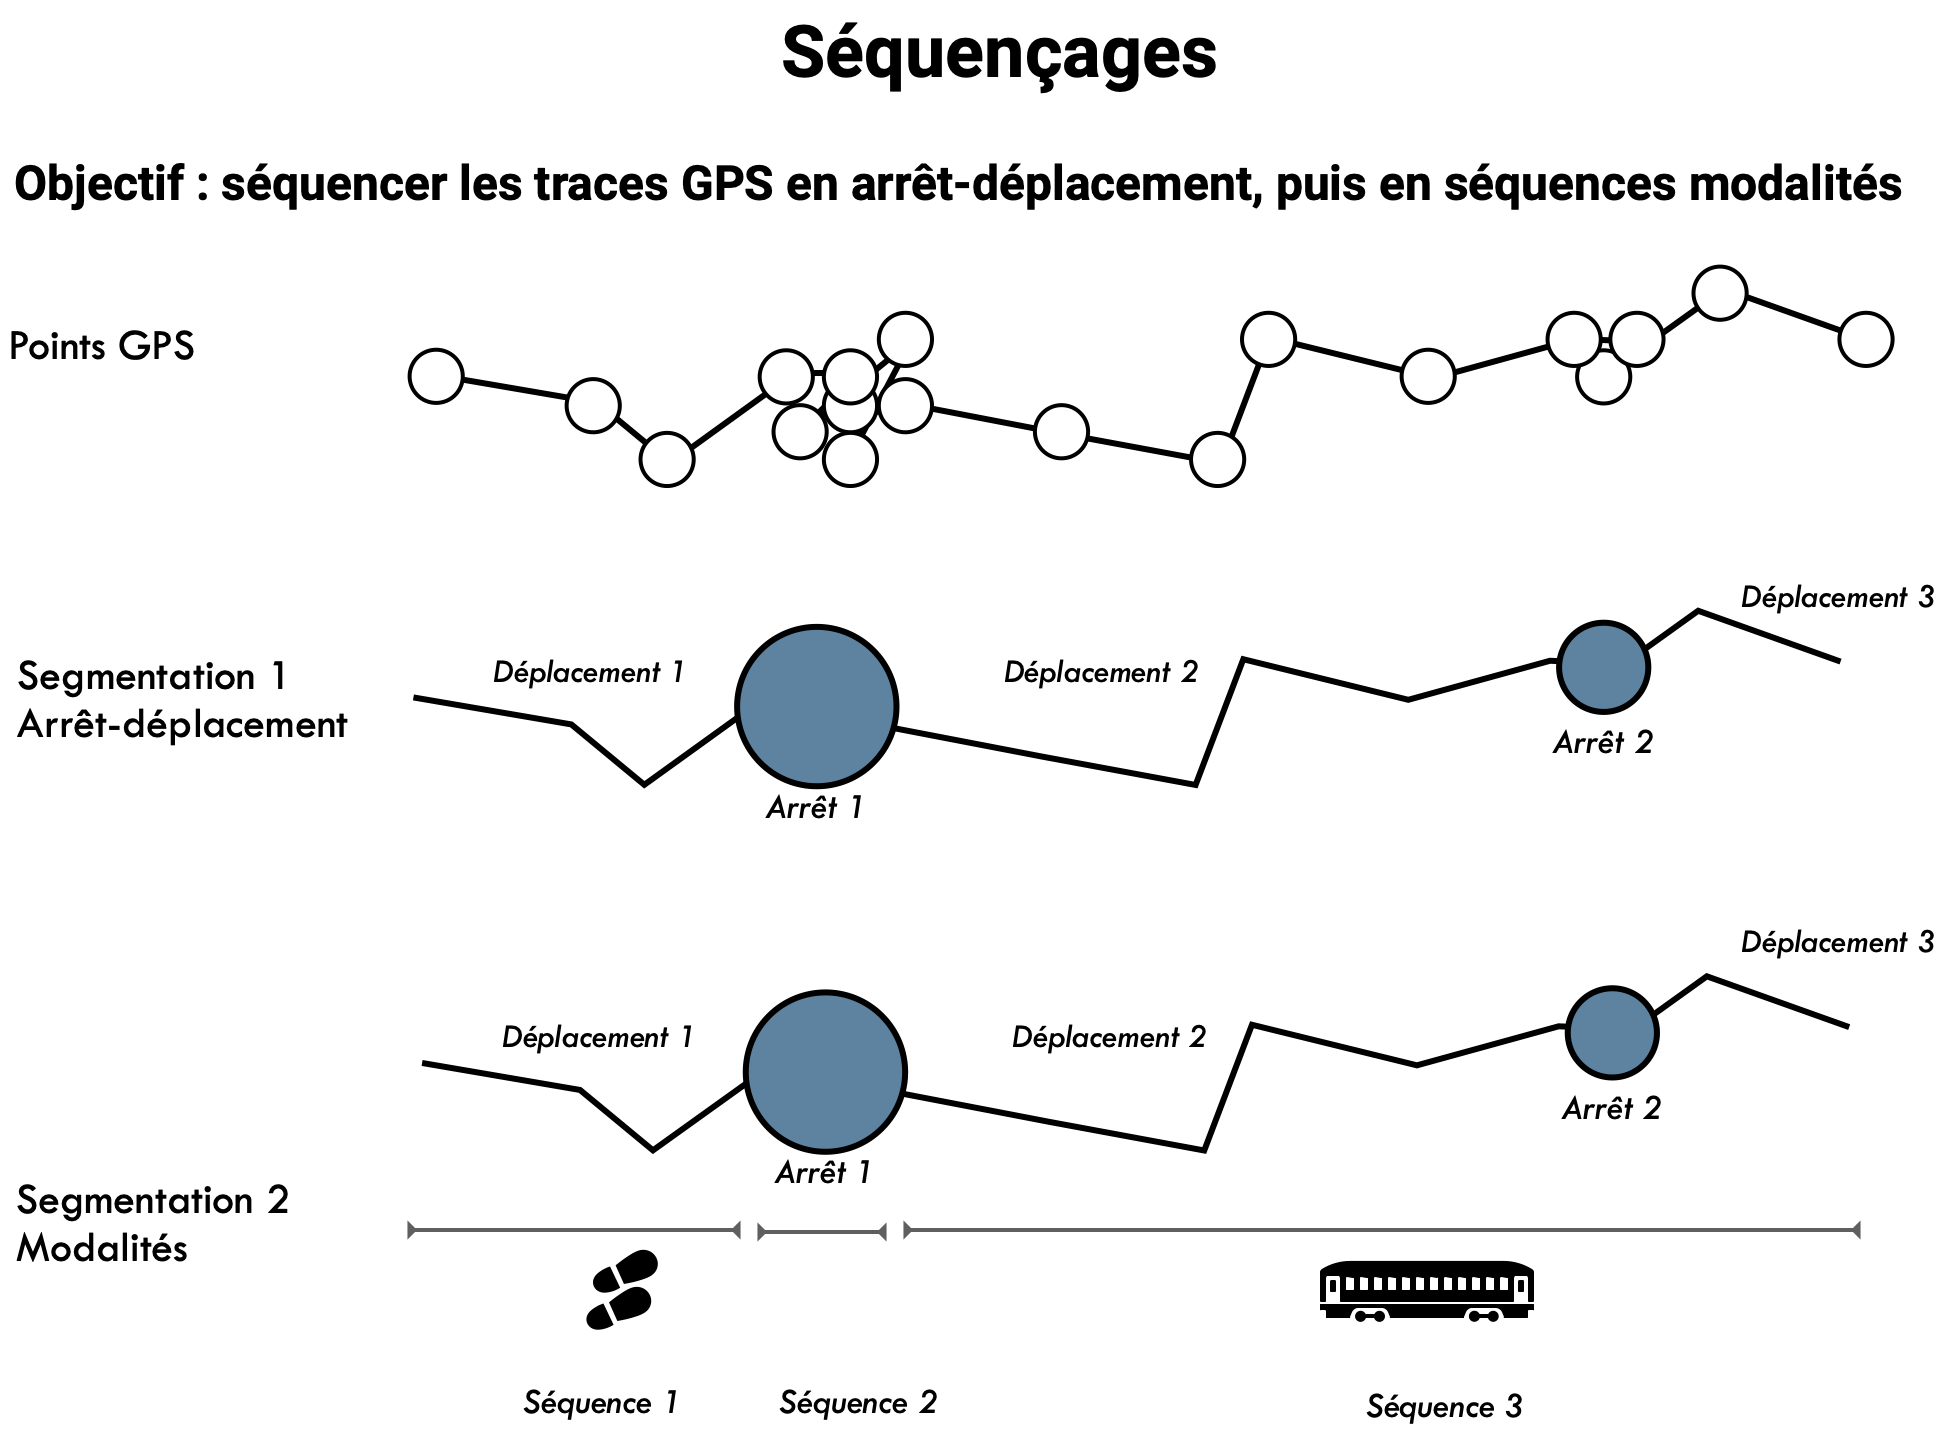 Séquençages
Objectif : séquencer les traces GPS en arrêt-déplacement, puis en séquences modalités
Points GPS
Déplacement 3
Segmentation 1
Arrêt-déplacement
Déplacement 1
Déplacement 2
Arrêt 2
Arrêt 1
Déplacement 3
Déplacement 1
Déplacement 2
Arrêt 2
Arrêt 1
Segmentation 2
Modalités
Séquence 1
Séquence 2
Séquence 3